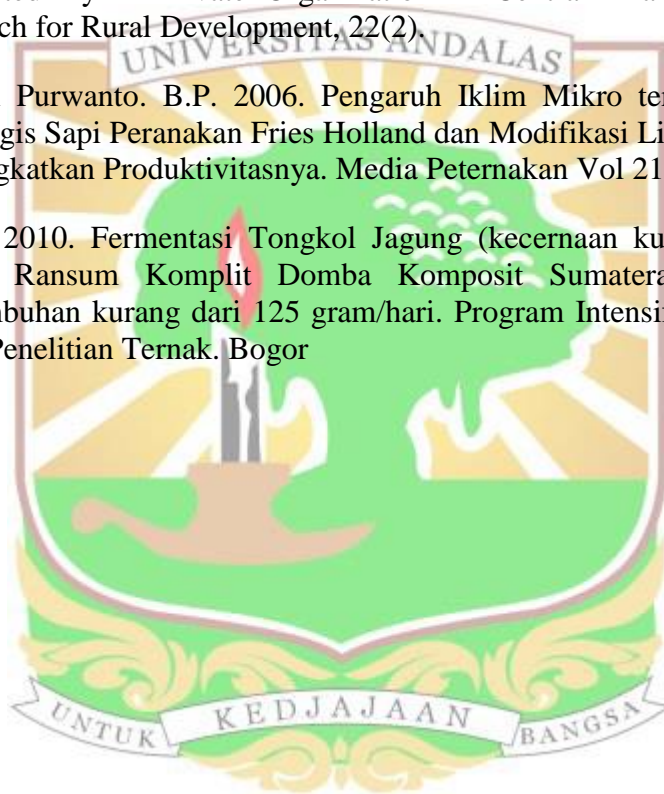 ch for Rural Development, 22(2).
UNIVERSITAS ANDALAS
Purwanto. B.P. 2006. Pengaruh Iklim Mikro ter
gis Sapi Peranakan Fries Holland dan Modifikasi Li
gkatkan Produktivitasnya. Media Peternakan Vol 21
2010. Fermentasi Tongkol Jagung (kecernaan ku
Ransum Komplit Domba Komposit Sumatera
nbuhan kurang dari 125 gram/hari. Program Intensif
Penelitian Ternak. Bogor
UNTUK KEDJAJAAN BANGSA